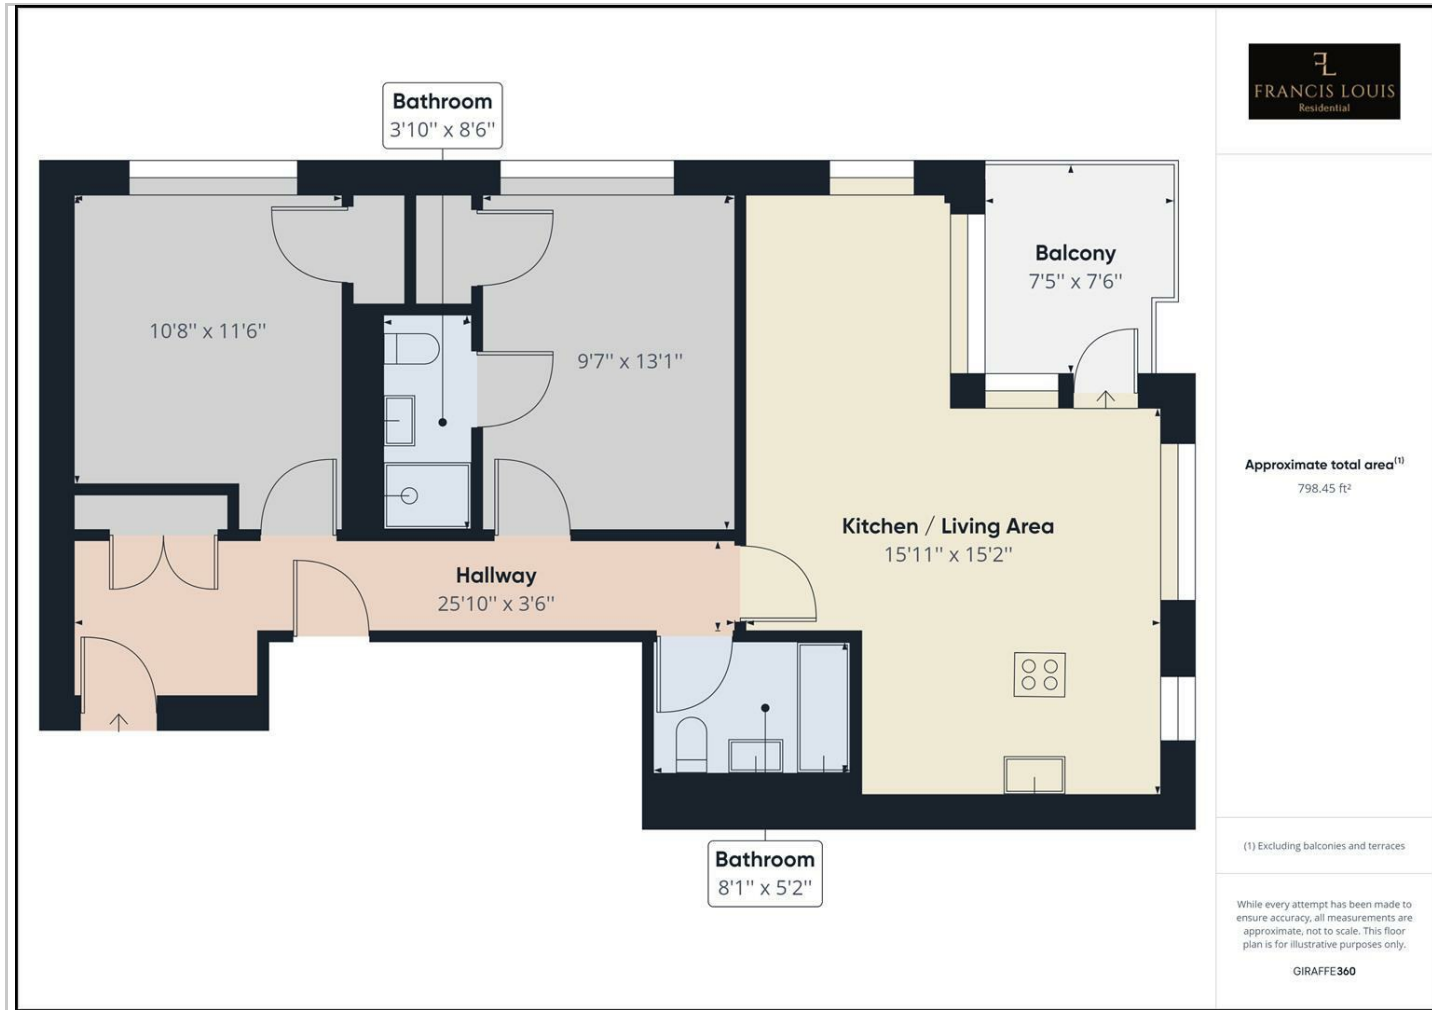 Bathroom
3'10'' x 8'6''
FL
FRANCIS LOUIS
Residential
Balcony
7'5'' x 7'6''
10'8'' x 11'6''
9'7'' x 13'1''
Approximate total area(1)
798.45 ft²
Kitchen / Living Area
15'11'' x 15'2''
Hallway
25'10'' x 3'6''
Bathroom
8'1'' x 5'2''
(1) Excluding balconies and terraces
While every attempt has been made to
ensure accuracy, all measurements are
approximate, not to scale. This floor
plan is for illustrative purposes only.
GIRAFFE360